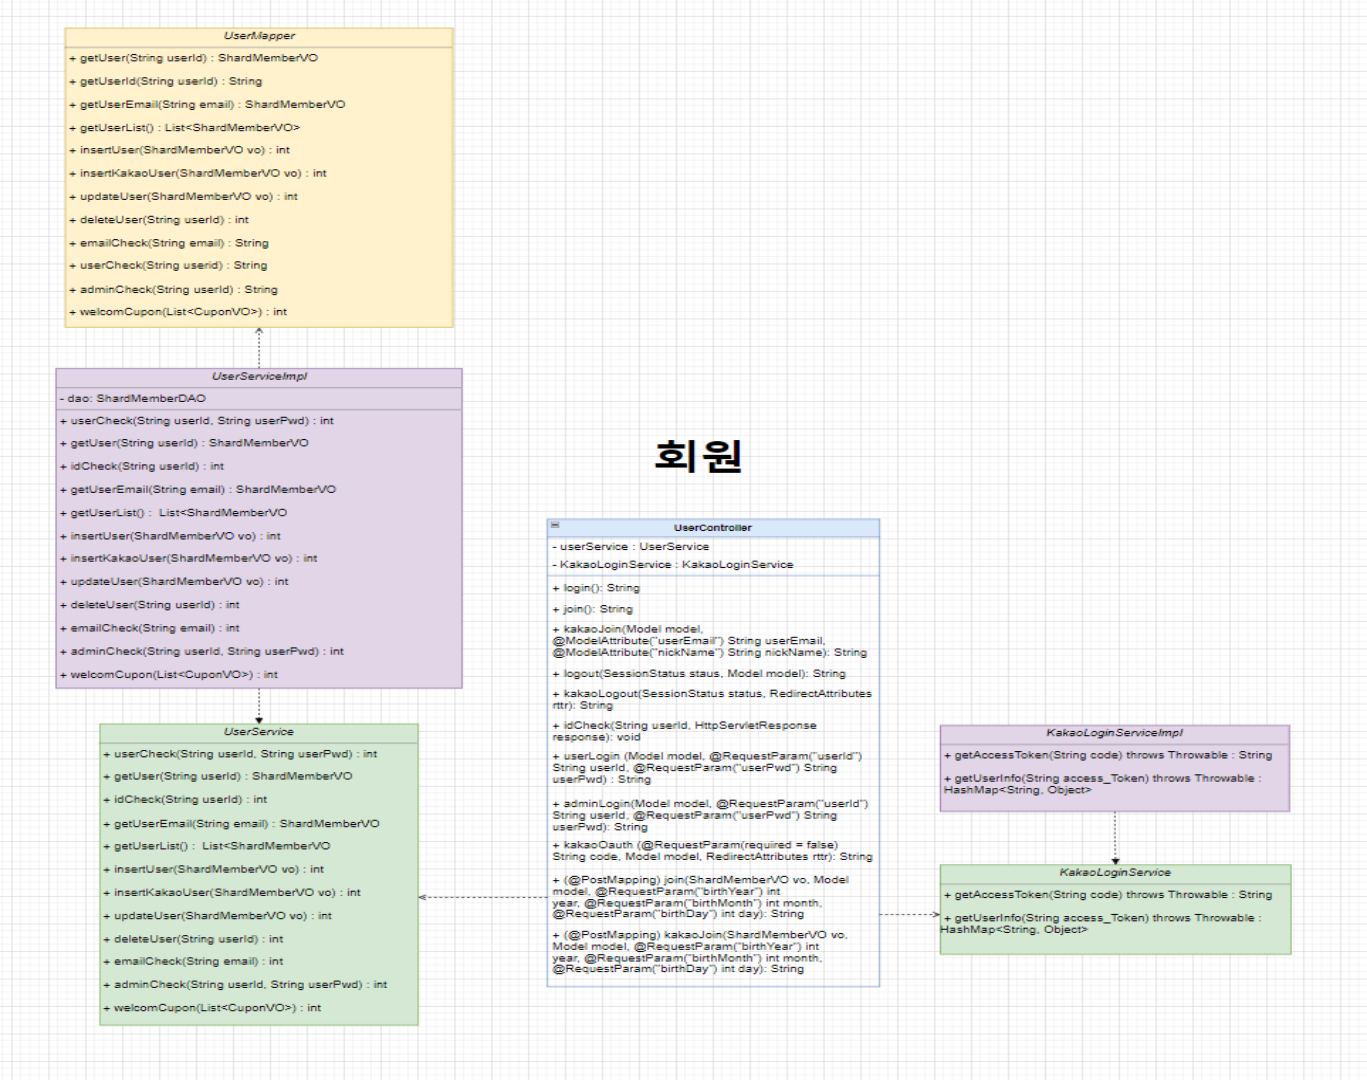 UserMapper
+ getUser(String userId) : ShardMemberVO
+ getUserId(String userId) : String
+ getUserEmail(String email) : ShardMemberVO
+ getUserList() : List<ShardMemberVO>
+ insertUser(ShardMemberVO vo) : int
+ insertKakaoUser(ShardMemberVO vo) : int
+ updateUser(ShardMemberVO vo) : int
+ deleteUser(String userId) : int
+ emailCheck(String email) : String
+ userCheck(String userid) : String
+ adminCheck(String userId) : String
+ welcomCupon(List<CuponVO>) : int
UserServiceImpl
- dao: ShardMemberDAO
+ userCheck(String userId, String userPwd) : int
+ getUser(String userId) : ShardMemberVO
+ idCheck(String userId) : int
+ getUserEmail(String email) : ShardMemberVO
+ getUserList() :  List<ShardMemberVO
+ insertUser(ShardMemberVO vo) : int
+ insertKakaoUser(ShardMemberVO vo) : int
+ updateUser(ShardMemberVO vo) : int
+ deleteUser(String userId) : int
+ emailCheck(String email) : int
+ adminCheck(String userId, String userPwd) : int
+ welcomCupon(List<CuponVO>) : int
UserService
+ userCheck(String userId, String userPwd) : int
+ getUser(String userId) : ShardMemberVO
+ idCheck(String userId) : int
+ getUserEmail(String email) : ShardMemberVO
+ getUserList() :  List<ShardMemberVO
+ insertUser(ShardMemberVO vo) : int
+ insertKakaoUser(ShardMemberVO vo) : int
+ updateUser(ShardMemberVO vo) : int
+ deleteUser(String userId) : int
+ emailCheck(String email) : int
+ adminCheck(String userId, String userPwd) : int
+ welcomCupon(List<CuponVO>) : int
회원
UserController
- userService : UserService
- KakaoLoginService : KakaoLoginService
+ login(): String
+ join(): String
+ kakaoJoin(Model model,
@ModelAttribute("userEmail") String userEmail,
@ModelAttribute("nickName") String nickName): String
+ logout(SessionStatus staus, Model model): String
+ kakaoLogout(SessionStatus status, RedirectAttributes
rttr): String
+ idCheck(String userId, HttpServletResponse
response): void
+ userLogin (Model model, @RequestParam("userId")
String userId, @RequestParam("userPwd") String
userPwd) : String
+ adminLogin(Model model, @RequestParam("userId")
String userId, @RequestParam("userPwd") String
userPwd): String
+ kakaoOauth (@RequestParam(required = false)
String code, Model model, RedirectAttributes rttr): String
+ (@PostMapping) join(ShardMemberVO vo, Model
model, @RequestParam("birthYear") int
year, @RequestParam("birthMonth") int month,
@RequestParam("birthDay") int day): String
+ (@PostMapping) kakaoJoin(ShardMemberVO vo,
Model model, @RequestParam("birthYear") int
year, @RequestParam("birthMonth") int month,
@RequestParam("birthDay") int day): String
KakaoLoginServiceImpl
+ getAccessToken(String code) throws Throwable : String
+ getUserInfo(String access_Token) throws Throwable :
HashMap<String, Object>
KakaoLoginService
+ getAccessToken(String code) throws Throwable : String
+ getUserInfo(String access_Token) throws Throwable :
HashMap<String, Object>